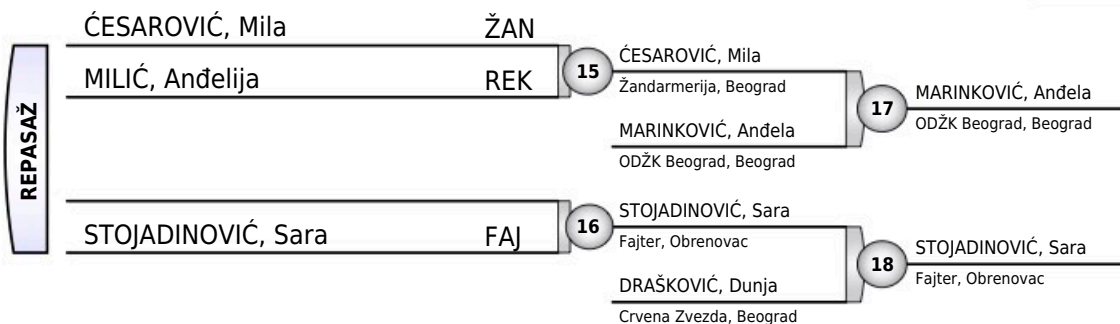 REPASAŽ
ĆESAROVIĆ, Mila ŽAN
MILIĆ, Anđelija REK
15
ĆESAROVIĆ, Mila
Žandarmerija, Beograd
MARINKOVIĆ, Anđela
ODŽK Beograd, Beograd
17
MARINKOVIĆ, Anđela
ODŽK Beograd, Beograd
STOJADINOVIĆ, Sara FAJ
16
STOJADINOVIĆ, Sara
Fajter, Obrenovac
DRAŠKOVIĆ, Dunja
Crvena Zvezda, Beograd
18
STOJADINOVIĆ, Sara
Fajter, Obrenovac